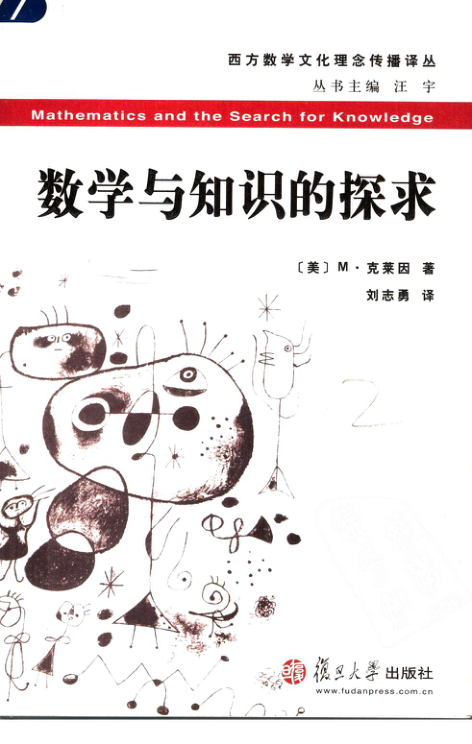 西方数学文化理念传播译丛
丛书主编 汪 宇
Mathematics and the Search for Knowledge
数学与知识的探求
〔美〕M·克莱因 著
刘志勇 译
復旦大学出版社
www.fudanpress.com.cn